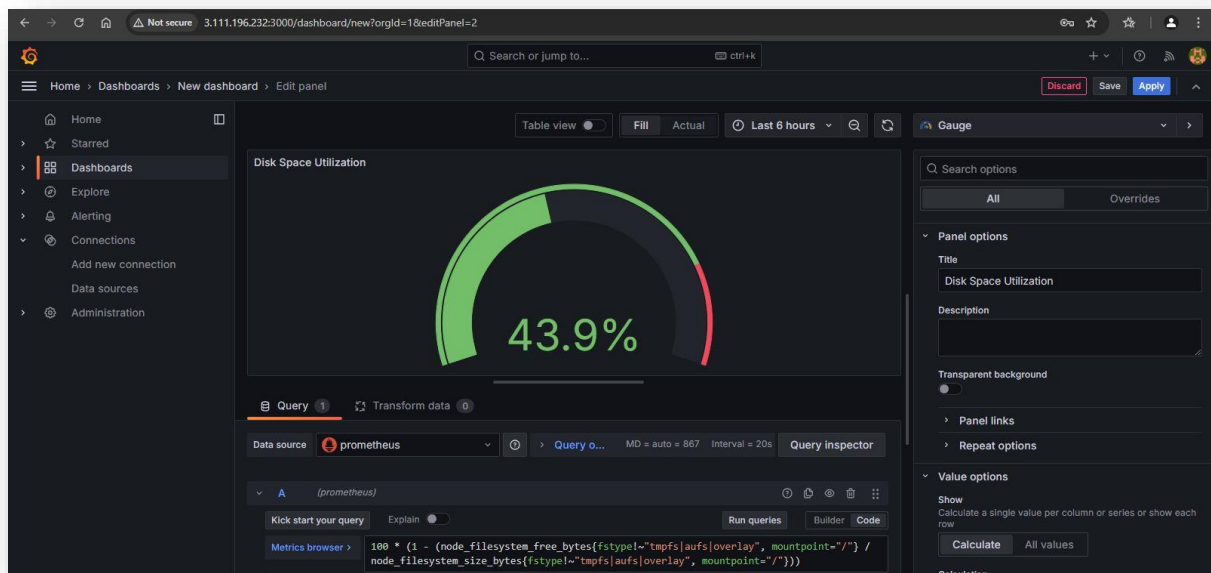 Not secure 3.111.196.232:3000/dashboard/new?orgId=1&editPanel=2
Search or jump to... ctrl+k
Home › Dashboards › New dashboard › Edit panel
Discard Save Apply
Home
Starred
Dashboards
Explore
Alerting
Connections
Add new connection
Data sources
Administration
Table view Fill Actual Last 6 hours
Disk Space Utilization
43.9%
Query 1 Transform data 0
Data source prometheus › Query o... MD = auto = 867 Interval = 20s Query inspector
A (prometheus)
Kick start your query Explain Run queries Builder Code
Metrics browser > 100 * (1 - (node_filesystem_free_bytes{fstype!~"tmpfs|aufs|overlay", mountpoint="/"} /
node_filesystem_size_bytes{fstype!~"tmpfs|aufs|overlay", mountpoint="/"}))
Gauge
Search options
All Overrides
Panel options
Title
Disk Space Utilization
Description
Transparent background
Panel links
Repeat options
Value options
Show
Calculate a single value per column or series or show each
row
Calculate All values